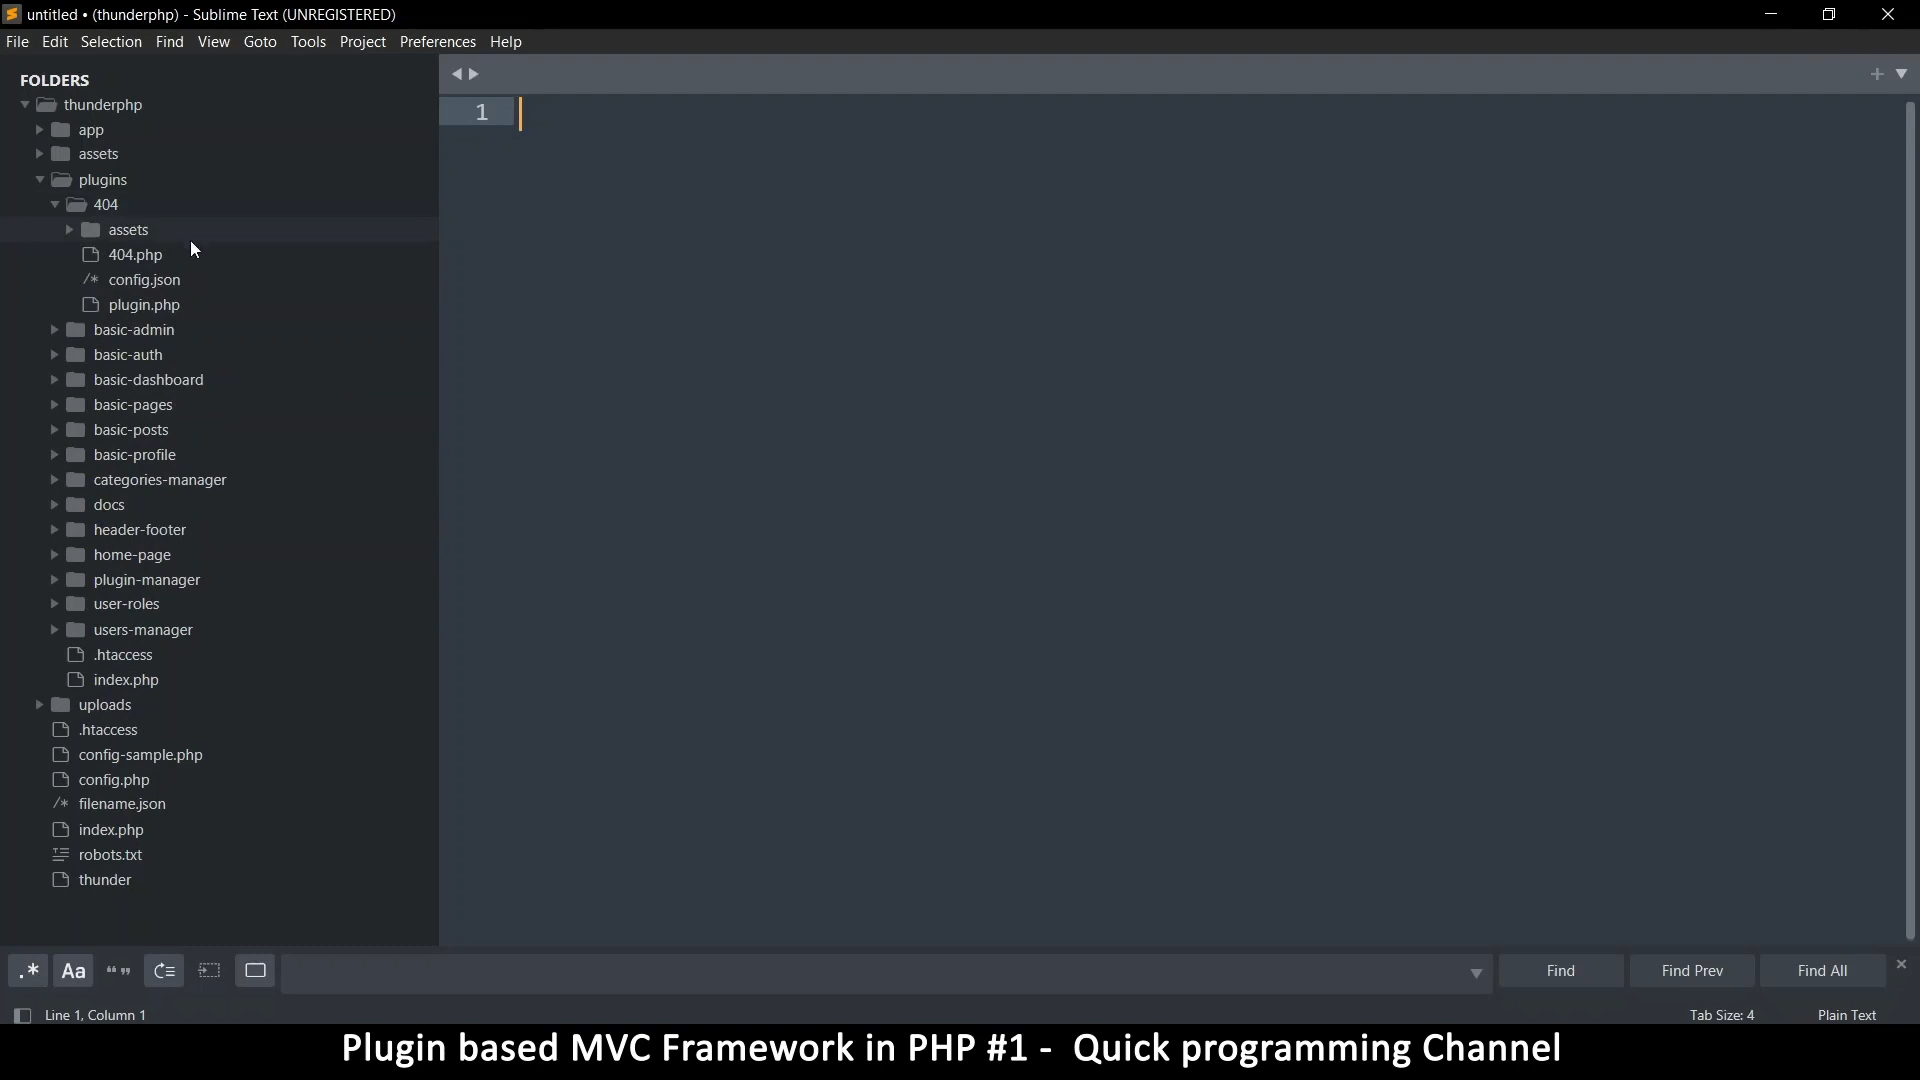 untitled • (thunderphp) - Sublime Text (UNREGISTERED)
File Edit Selection Find View Goto Tools Project Preferences Help
FOLDERS
thunderphp
app
assets
plugins
404
assets
404.php
/* config.json
plugin.php
basic-admin
basic-auth
basic-dashboard
basic-pages
basic-posts
basic-profile
categories-manager
docs
header-footer
home-page
plugin-manager
user-roles
users-manager
.htaccess
index.php
uploads
.htaccess
config-sample.php
config.php
/* filename.json
index.php
robots.txt
thunder
1
.* Aa “ ” Find Find Prev Find All
Line 1, Column 1 Tab Size: 4 Plain Text
Plugin based MVC Framework in PHP #1 - Quick programming Channel